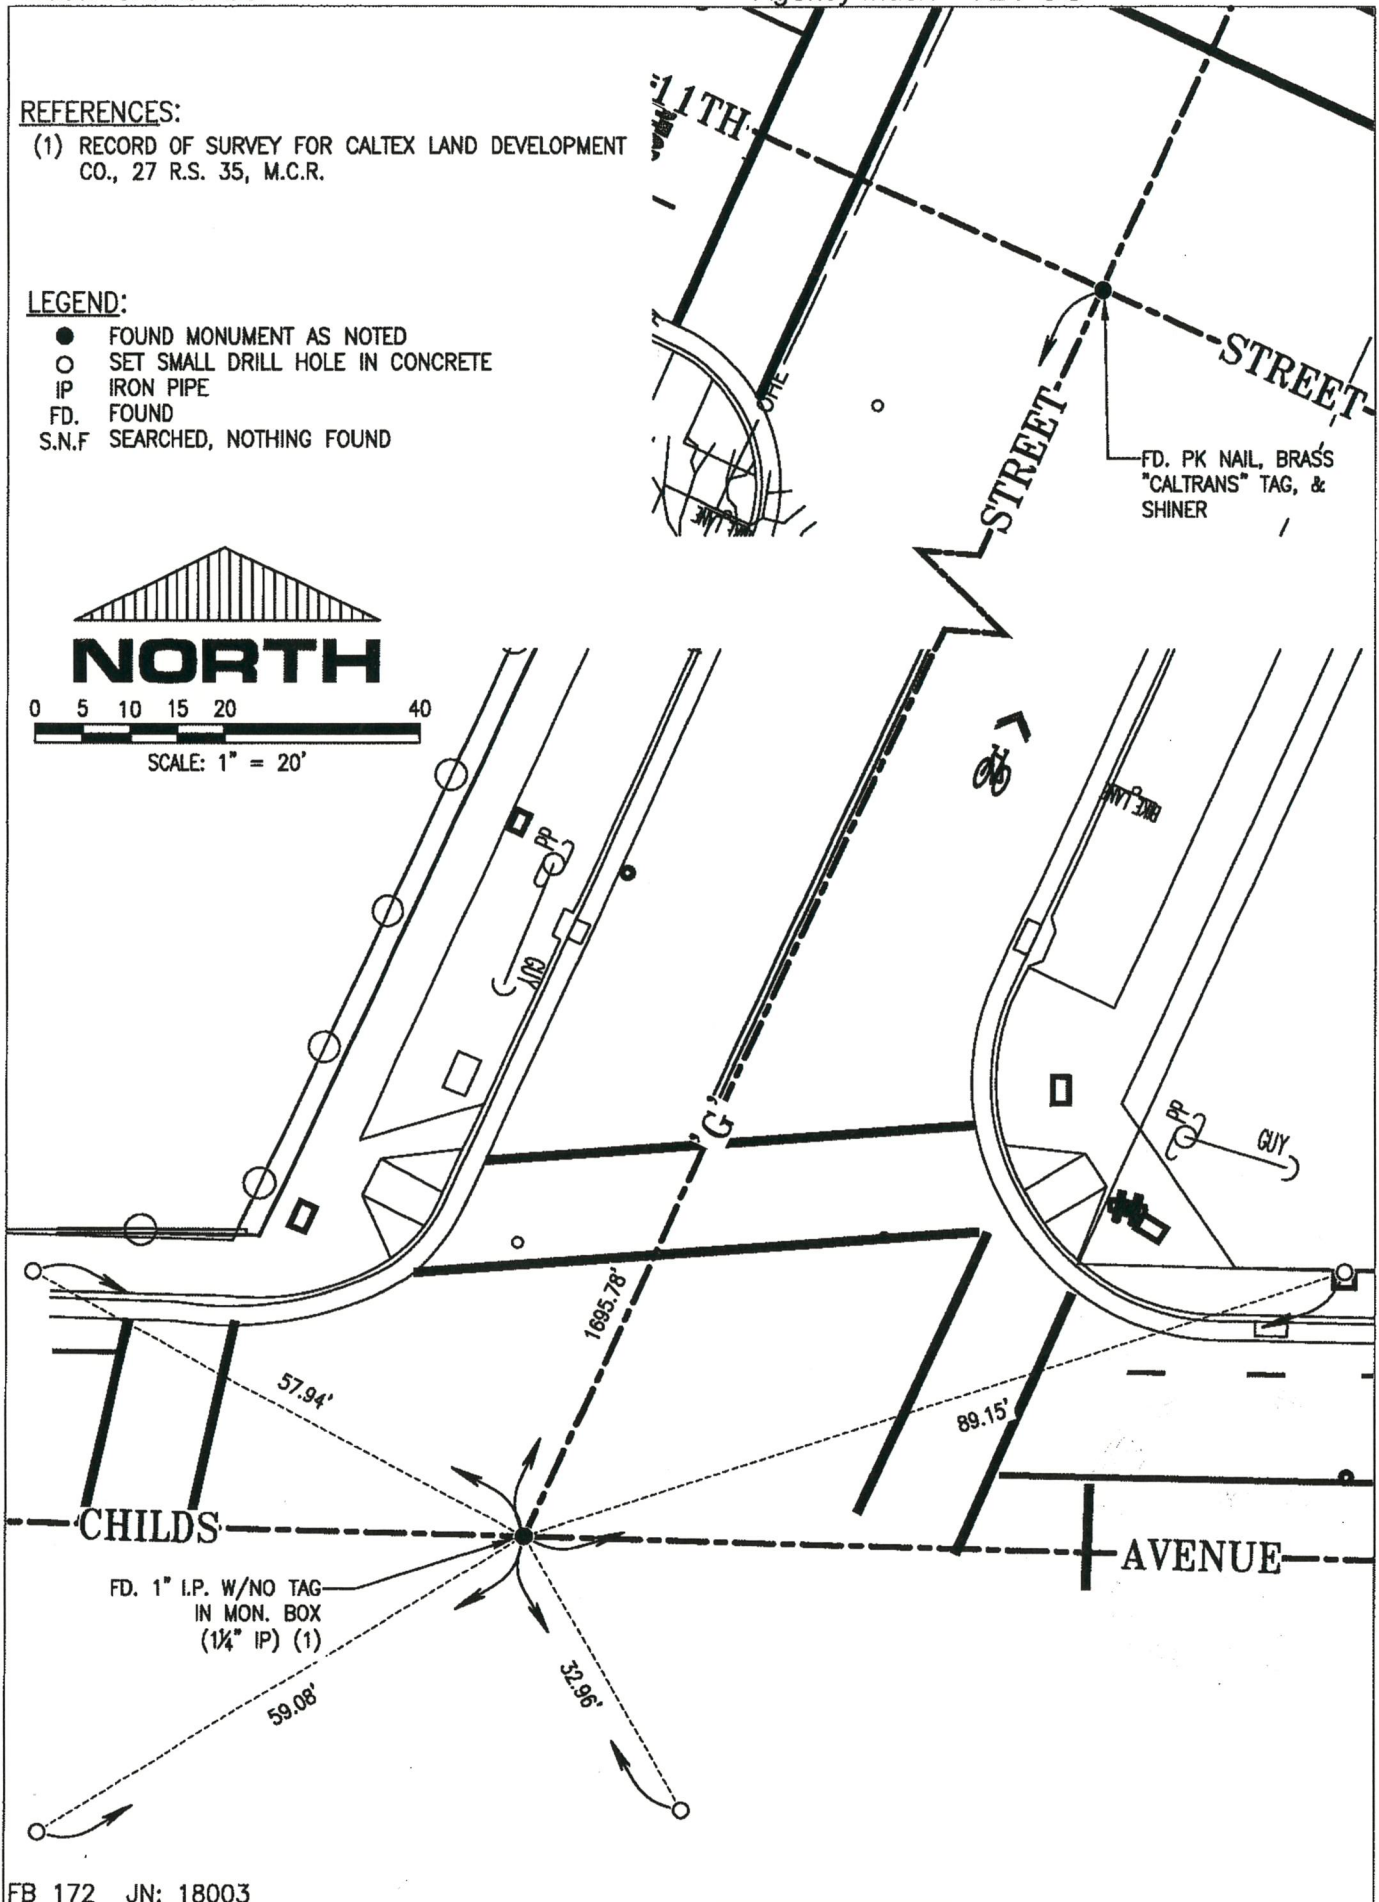 REFERENCES:
(1) RECORD OF SURVEY FOR CALTEX LAND DEVELOPMENT
CO., 27 R.S. 35, M.C.R.
LEGEND:
FOUND MONUMENT AS NOTED
SET SMALL DRILL HOLE IN CONCRETE
IP IRON PIPE
FD. FOUND
S.N.F SEARCHED, NOTHING FOUND
NORTH
0 5 10 15 20 40
SCALE: 1" = 20'
11TH
STREET
OHE
STREET
FD. PK NAIL, BRASS
"CALTRANS" TAG, &
SHINER
BIKE LANE
BIKE LANE
PP
GUY
'G'
PP
GUY
1695.78'
57.94'
89.15'
CHILDS
AVENUE
FD. 1" I.P. W/NO TAG
IN MON. BOX
(1¼" IP) (1)
59.08'
32.96'
FB 172 JN: 18003